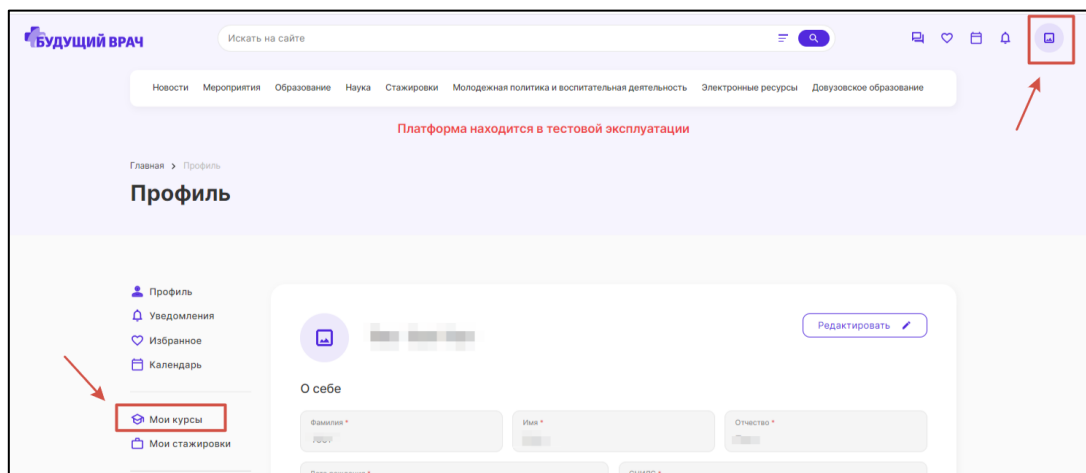 БУДУЩИЙ ВРАЧ
Искать на сайте
Новости Мероприятия Образование Наука Стажировки Молодежная политика и воспитательная деятельность Электронные ресурсы Довузовское образование
Платформа находится в тестовой эксплуатации
Главная > Профиль
Профиль
Профиль
Уведомления
Избранное
Календарь
Мои курсы
Мои стажировки
Редактировать
О себе
Фамилия *
Имя *
Отчество *